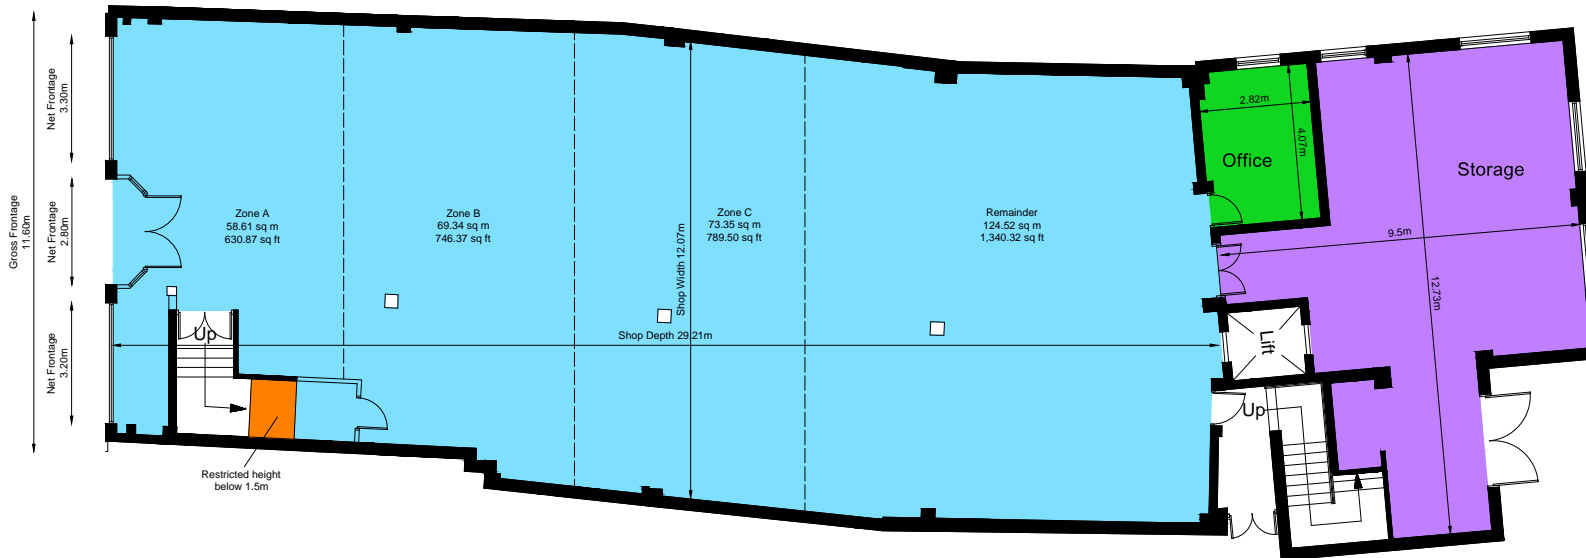 Gross Frontage
11.60m
Net Frontage
3.30m
Net Frontage
2.80m
Net Frontage
3.20m
Zone A
58.61 sq m
630.87 sq ft
Zone B
69.34 sq m
746.37 sq ft
Zone C
73.35 sq m
789.50 sq ft
Remainder
124.52 sq m
1,340.32 sq ft
Shop Width 12.07m
Shop Depth 29.21m
Up
Restricted height
below 1.5m
2.82m
4.07m
Office
Storage
9.5m
12.73m
Lift
Up